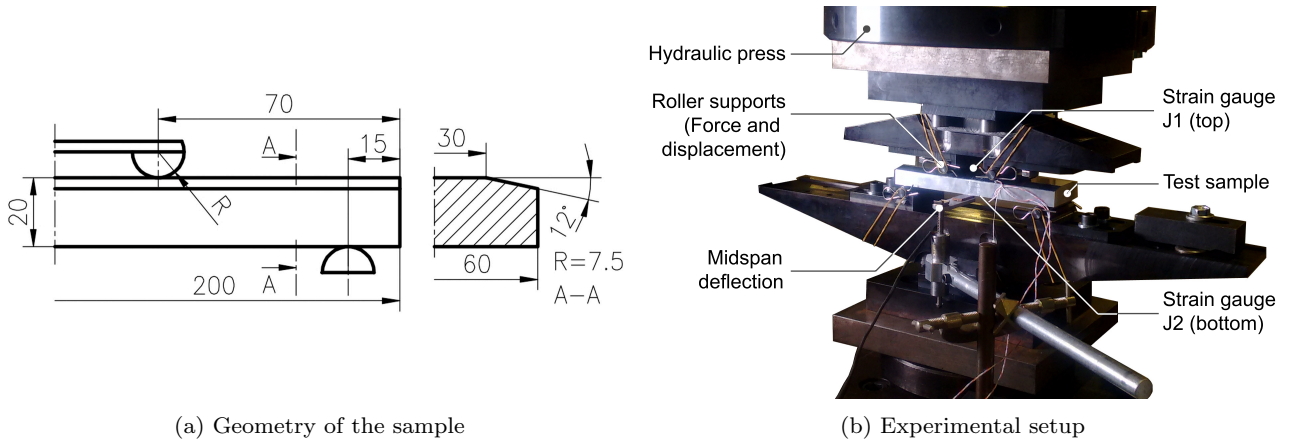 70
A
15
R
20
A
200
30
12°
60
R=7.5
A-A
(a) Geometry of the sample
Hydraulic press
Roller supports
(Force and
displacement)
Midspan
deflection
Strain gauge
J1 (top)
Test sample
Strain gauge
J2 (bottom)
(b) Experimental setup